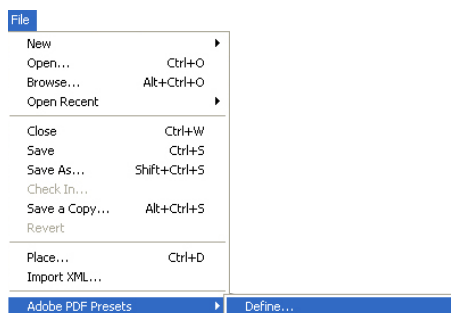 File
New
Open... Ctrl+O
Browse... Alt+Ctrl+O
Open Recent
Close Ctrl+W
Save Ctrl+S
Save As... Shift+Ctrl+S
Check In...
Save a Copy... Alt+Ctrl+S
Revert
Place... Ctrl+D
Import XML...
Adobe PDF Presets Define...